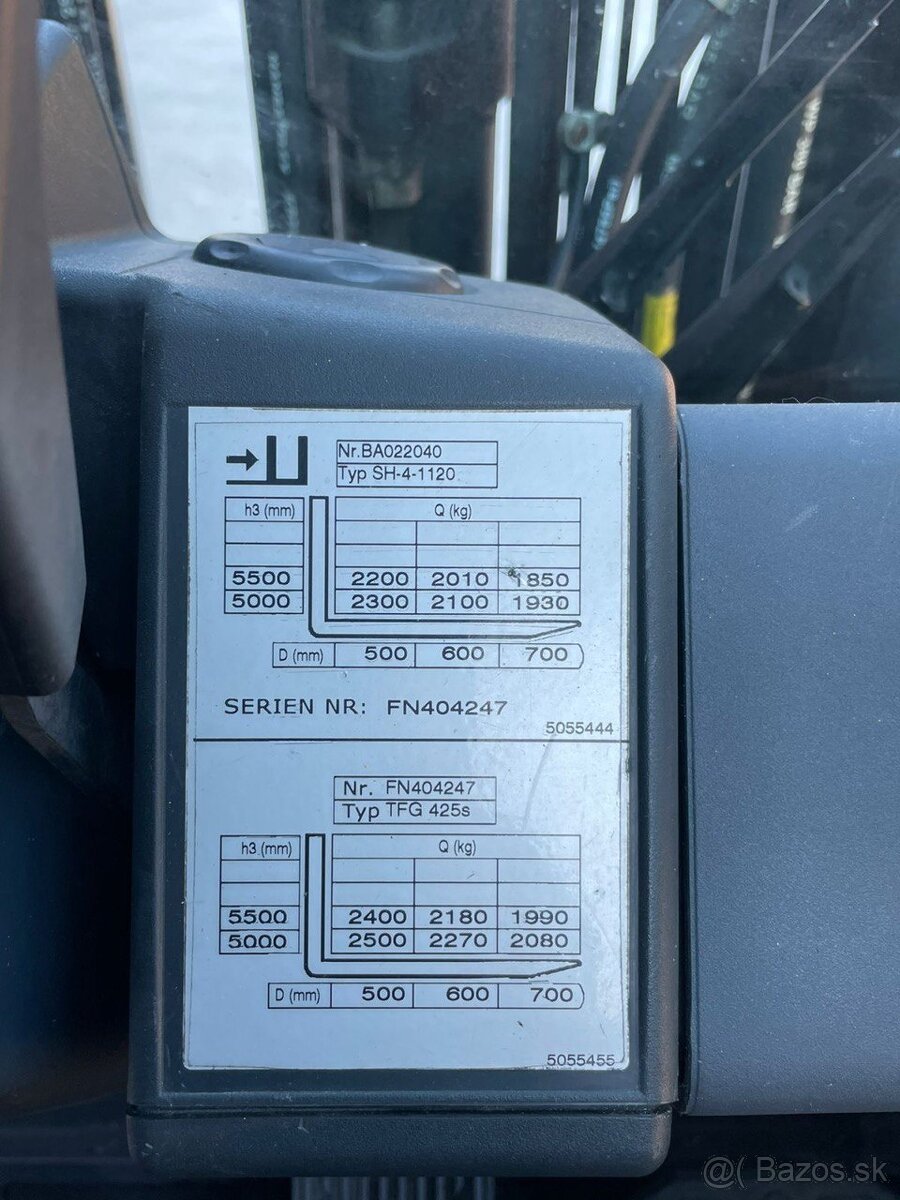 Nr.BA022040
Typ SH-4-1120
h3 (mm) Q (kg)
5500 2200 2010 1850
5000 2300 2100 1930
D (mm) 500 600 700
SERIEN NR: FN404247
5055444
Nr. FN404247
Typ TFG 425s
h3 (mm) Q (kg)
5500 2400 2180 1990
5000 2500 2270 2080
D (mm) 500 600 700
5055455
@( Bazos.sk